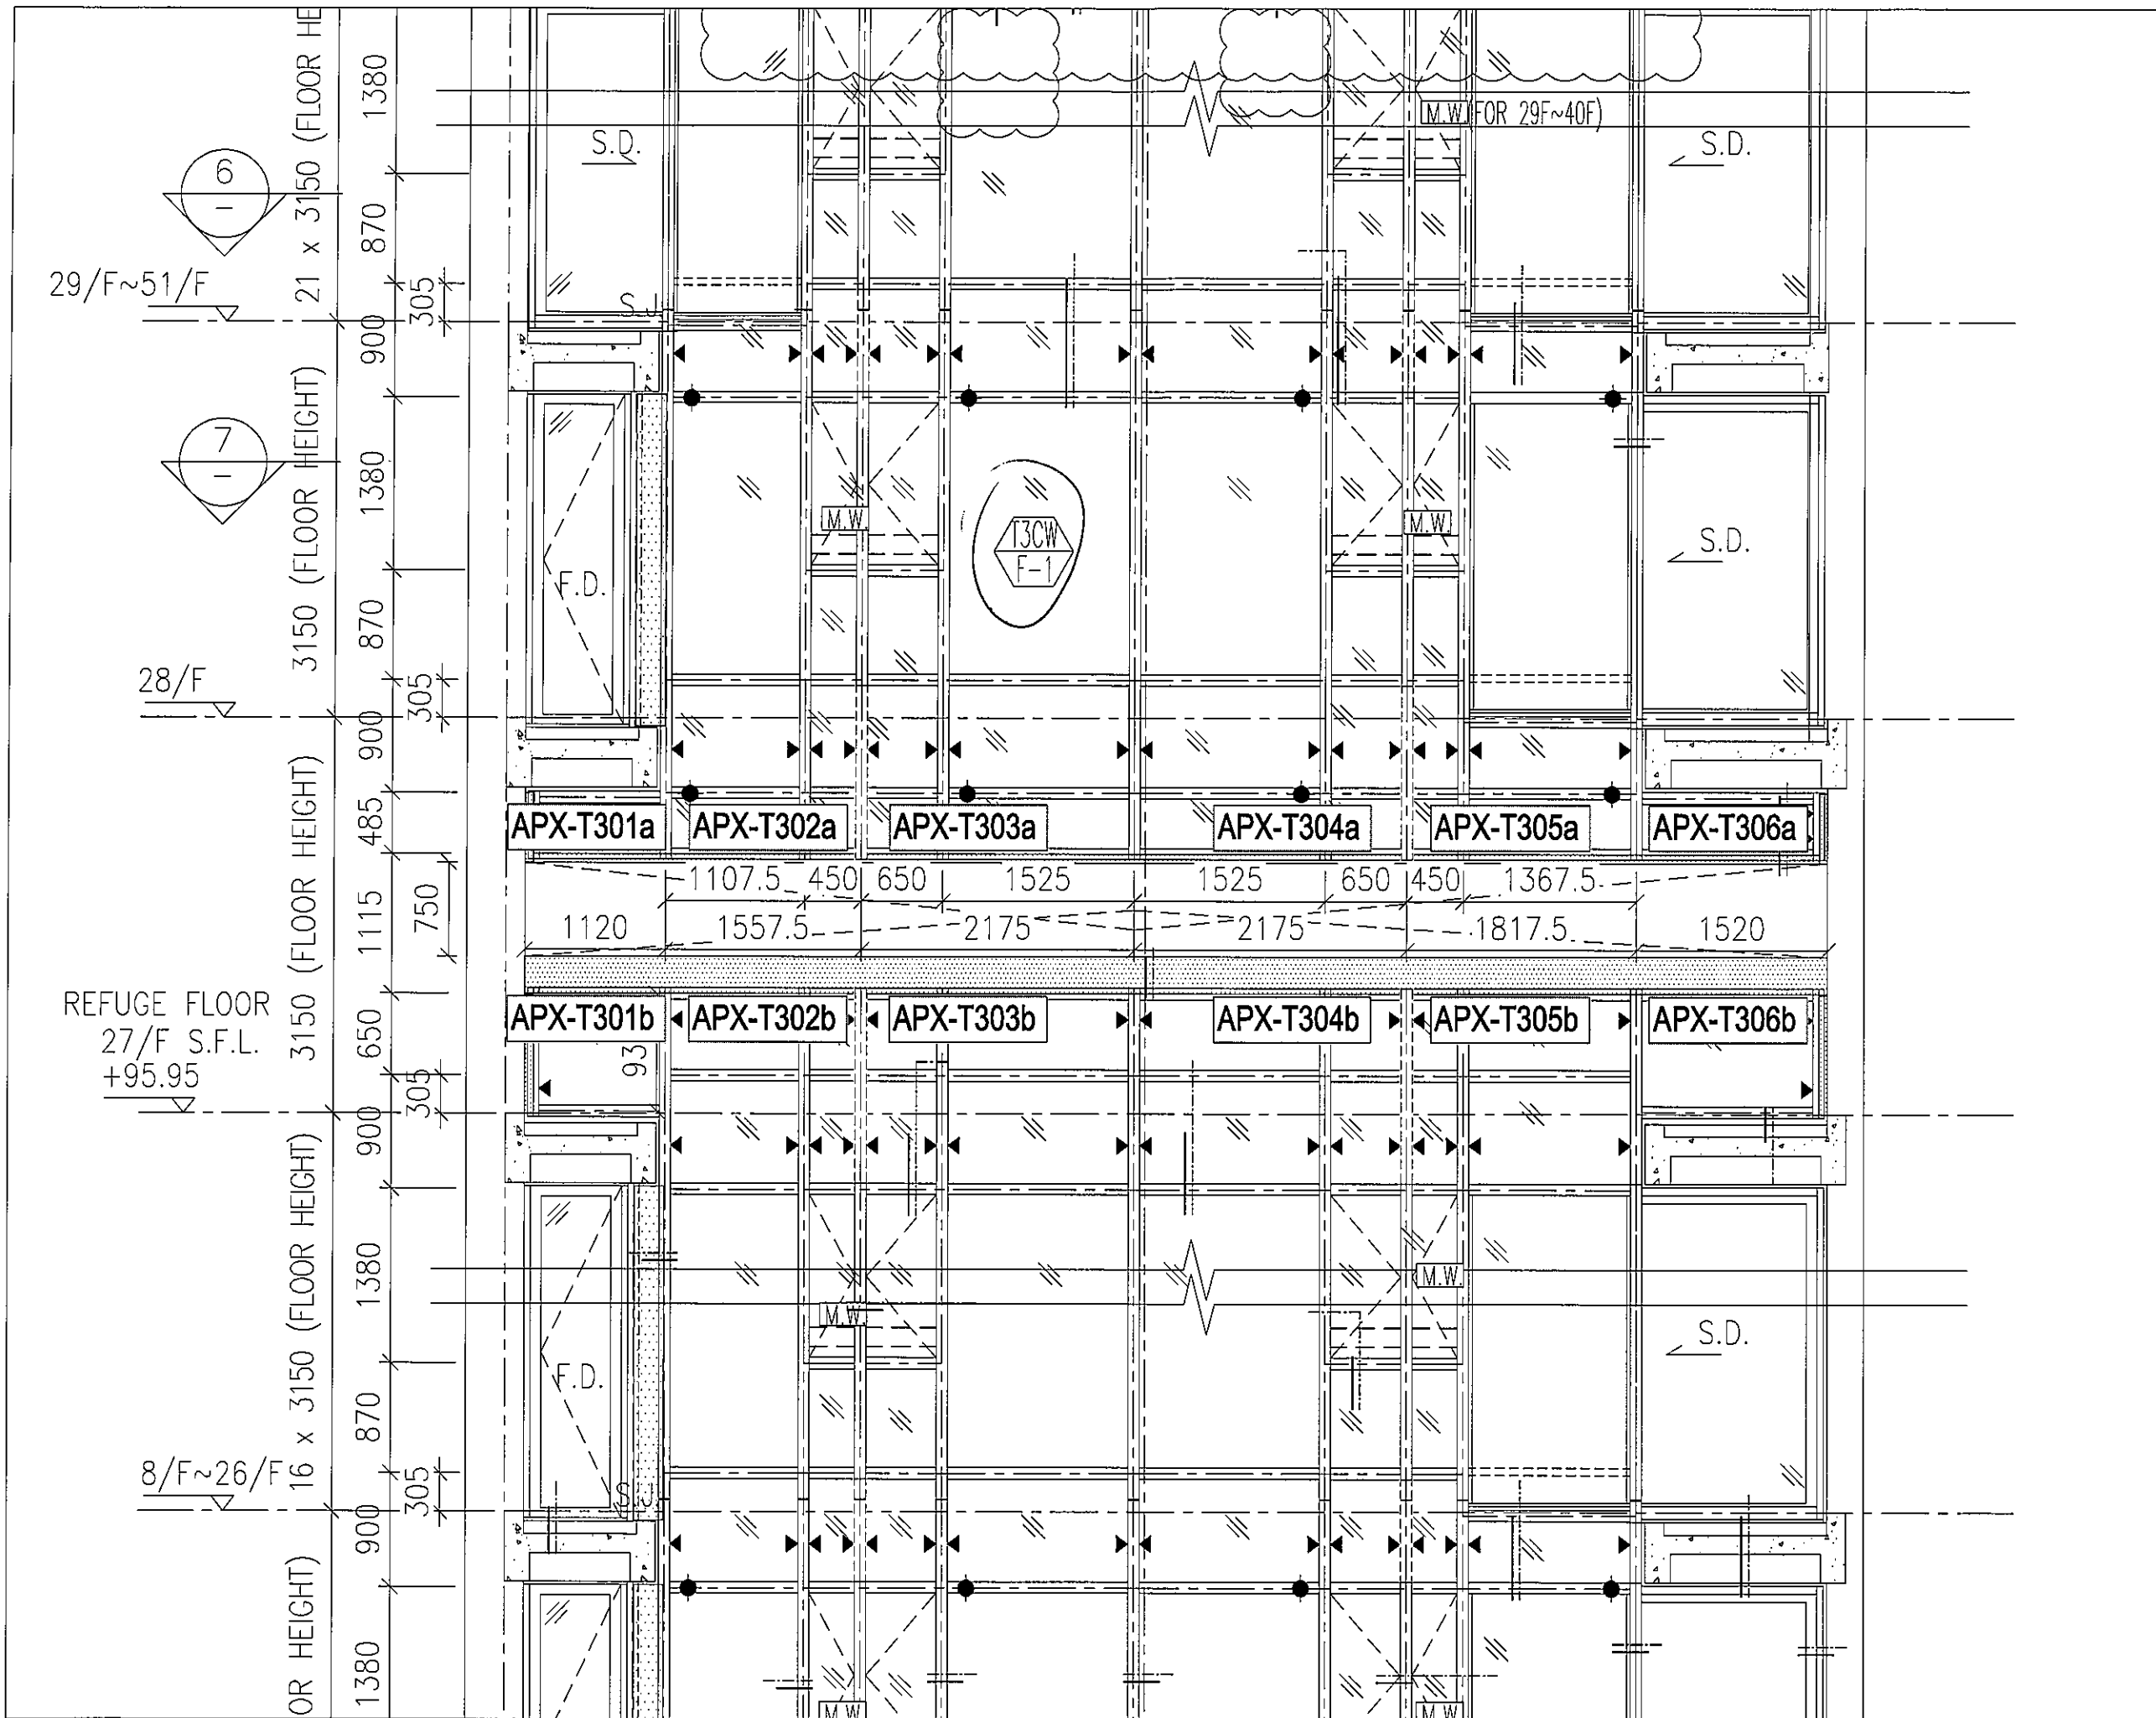 21 x 3150 (FLOOR HE
1380
6
-
S.D.
M.W.
(FOR 29F~40F)
S.D.
870
29/F~51/F
305
S.J.
900
3150 (FLOOR HEIGHT)
7
-
1380
M.W.
T3CW
F-1
M.W.
S.D.
F.D.
870
28/F
305
900
3150 (FLOOR HEIGHT)
485
APX-T301a
APX-T302a
APX-T303a
APX-T304a
APX-T305a
APX-T306a
1107.5 450 650 1525 1525 650 450 1367.5
1115
750
1120 1557.5 2175 2175 1817.5 1520
REFUGE FLOOR
27/F S.F.L.
+95.95
650
APX-T301b
APX-T302b
APX-T303b
APX-T304b
APX-T305b
APX-T306b
93
305
900
16 x 3150 (FLOOR HEIGHT)
1380
M.W.
M.W.
S.D.
F.D.
870
8/F~26/F
305
S.J.
900
OR HEIGHT)
1380
M.W.
M.W.